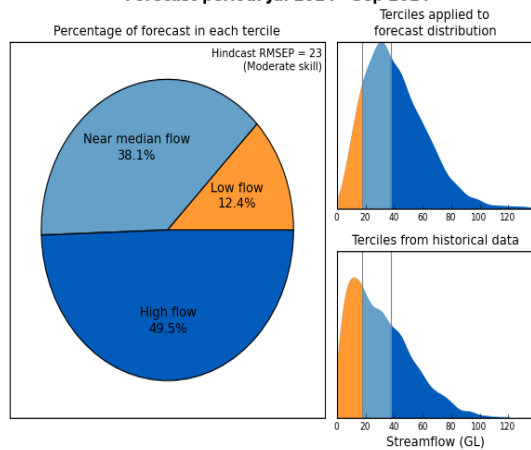 Percentage of forecast in each tercile
Hindcast RMSEP = 23
(Moderate skill)
Near median flow
38.1%
Low flow
12.4%
High flow
49.5%
Terciles applied to
forecast distribution
0 20 40 60 80 100 120
Terciles from historical data
0 20 40 60 80 100 120
Streamflow (GL)